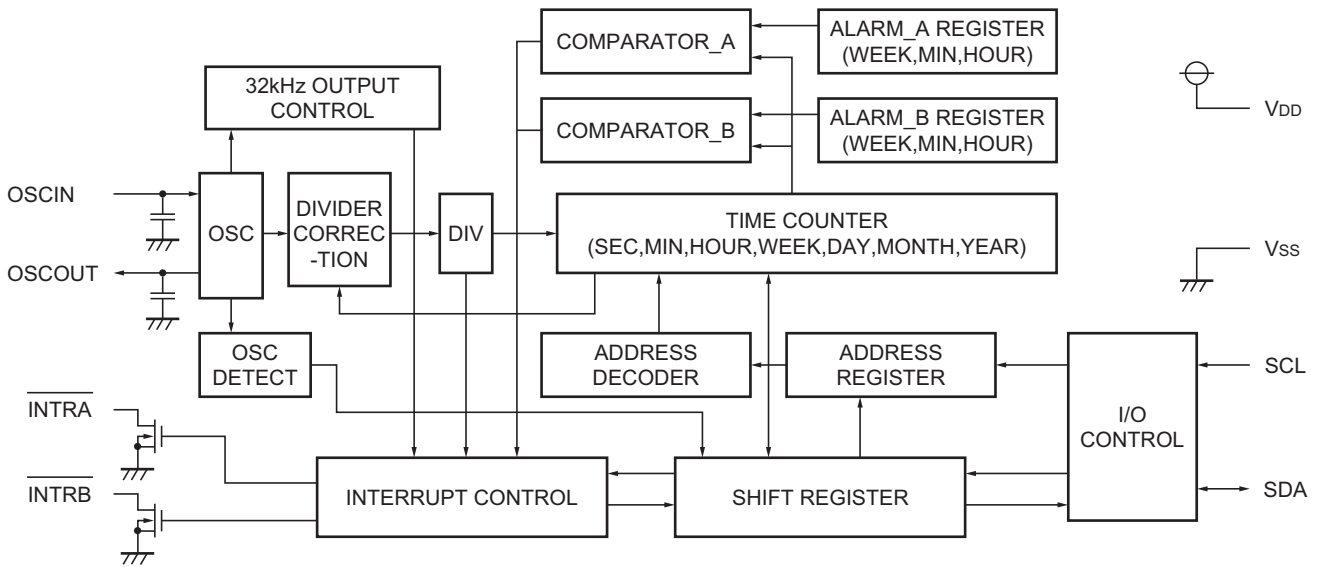 COMPARATOR_A
ALARM_A REGISTER
(WEEK,MIN,HOUR)
32kHz OUTPUT
CONTROL
COMPARATOR_B
ALARM_B REGISTER
(WEEK,MIN,HOUR)
VDD
OSCIN
OSC
DIVIDER
CORREC
-TION
DIV
TIME COUNTER
(SEC,MIN,HOUR,WEEK,DAY,MONTH,YEAR)
VSS
OSCOUT
OSC
DETECT
ADDRESS
DECODER
ADDRESS
REGISTER
I/O
CONTROL
SCL
INTRA
INTRB
INTERRUPT CONTROL
SHIFT REGISTER
SDA